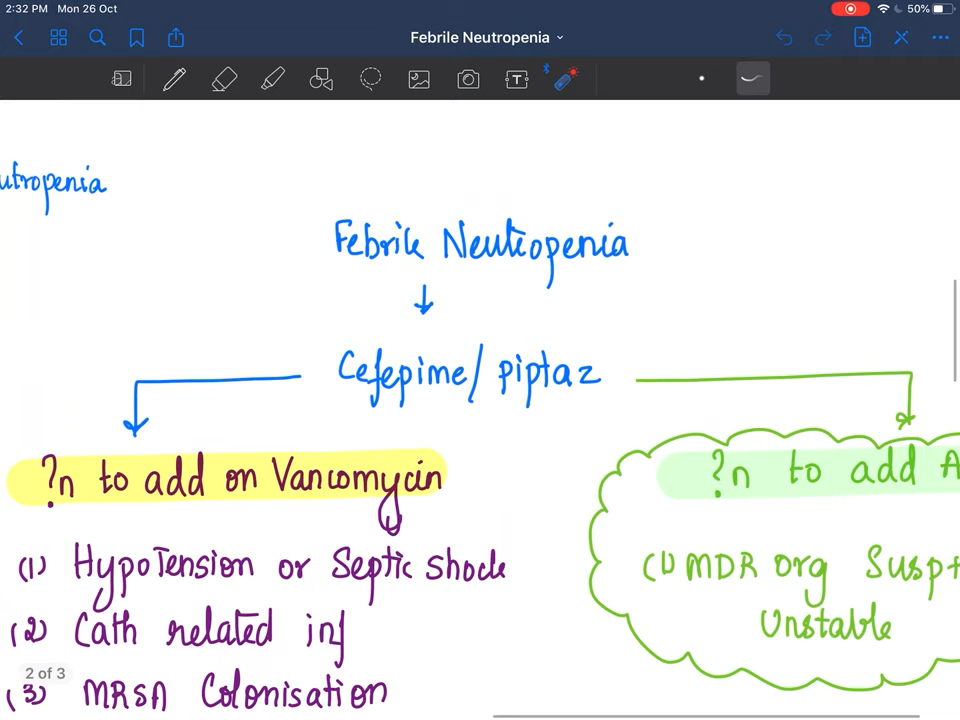 2:32 PM Mon 26 Oct
50%
Febrile Neutropenia
utropenia
Febrile Neutropenia
Cefepime/ piptaz
?n to add on Vancomycin
(1) Hypotension or Septic shock
(2) Cath related inf
(3) MRSA Colonisation
?n to add A
(1) MDR org Susp
Unstable
2 of 3